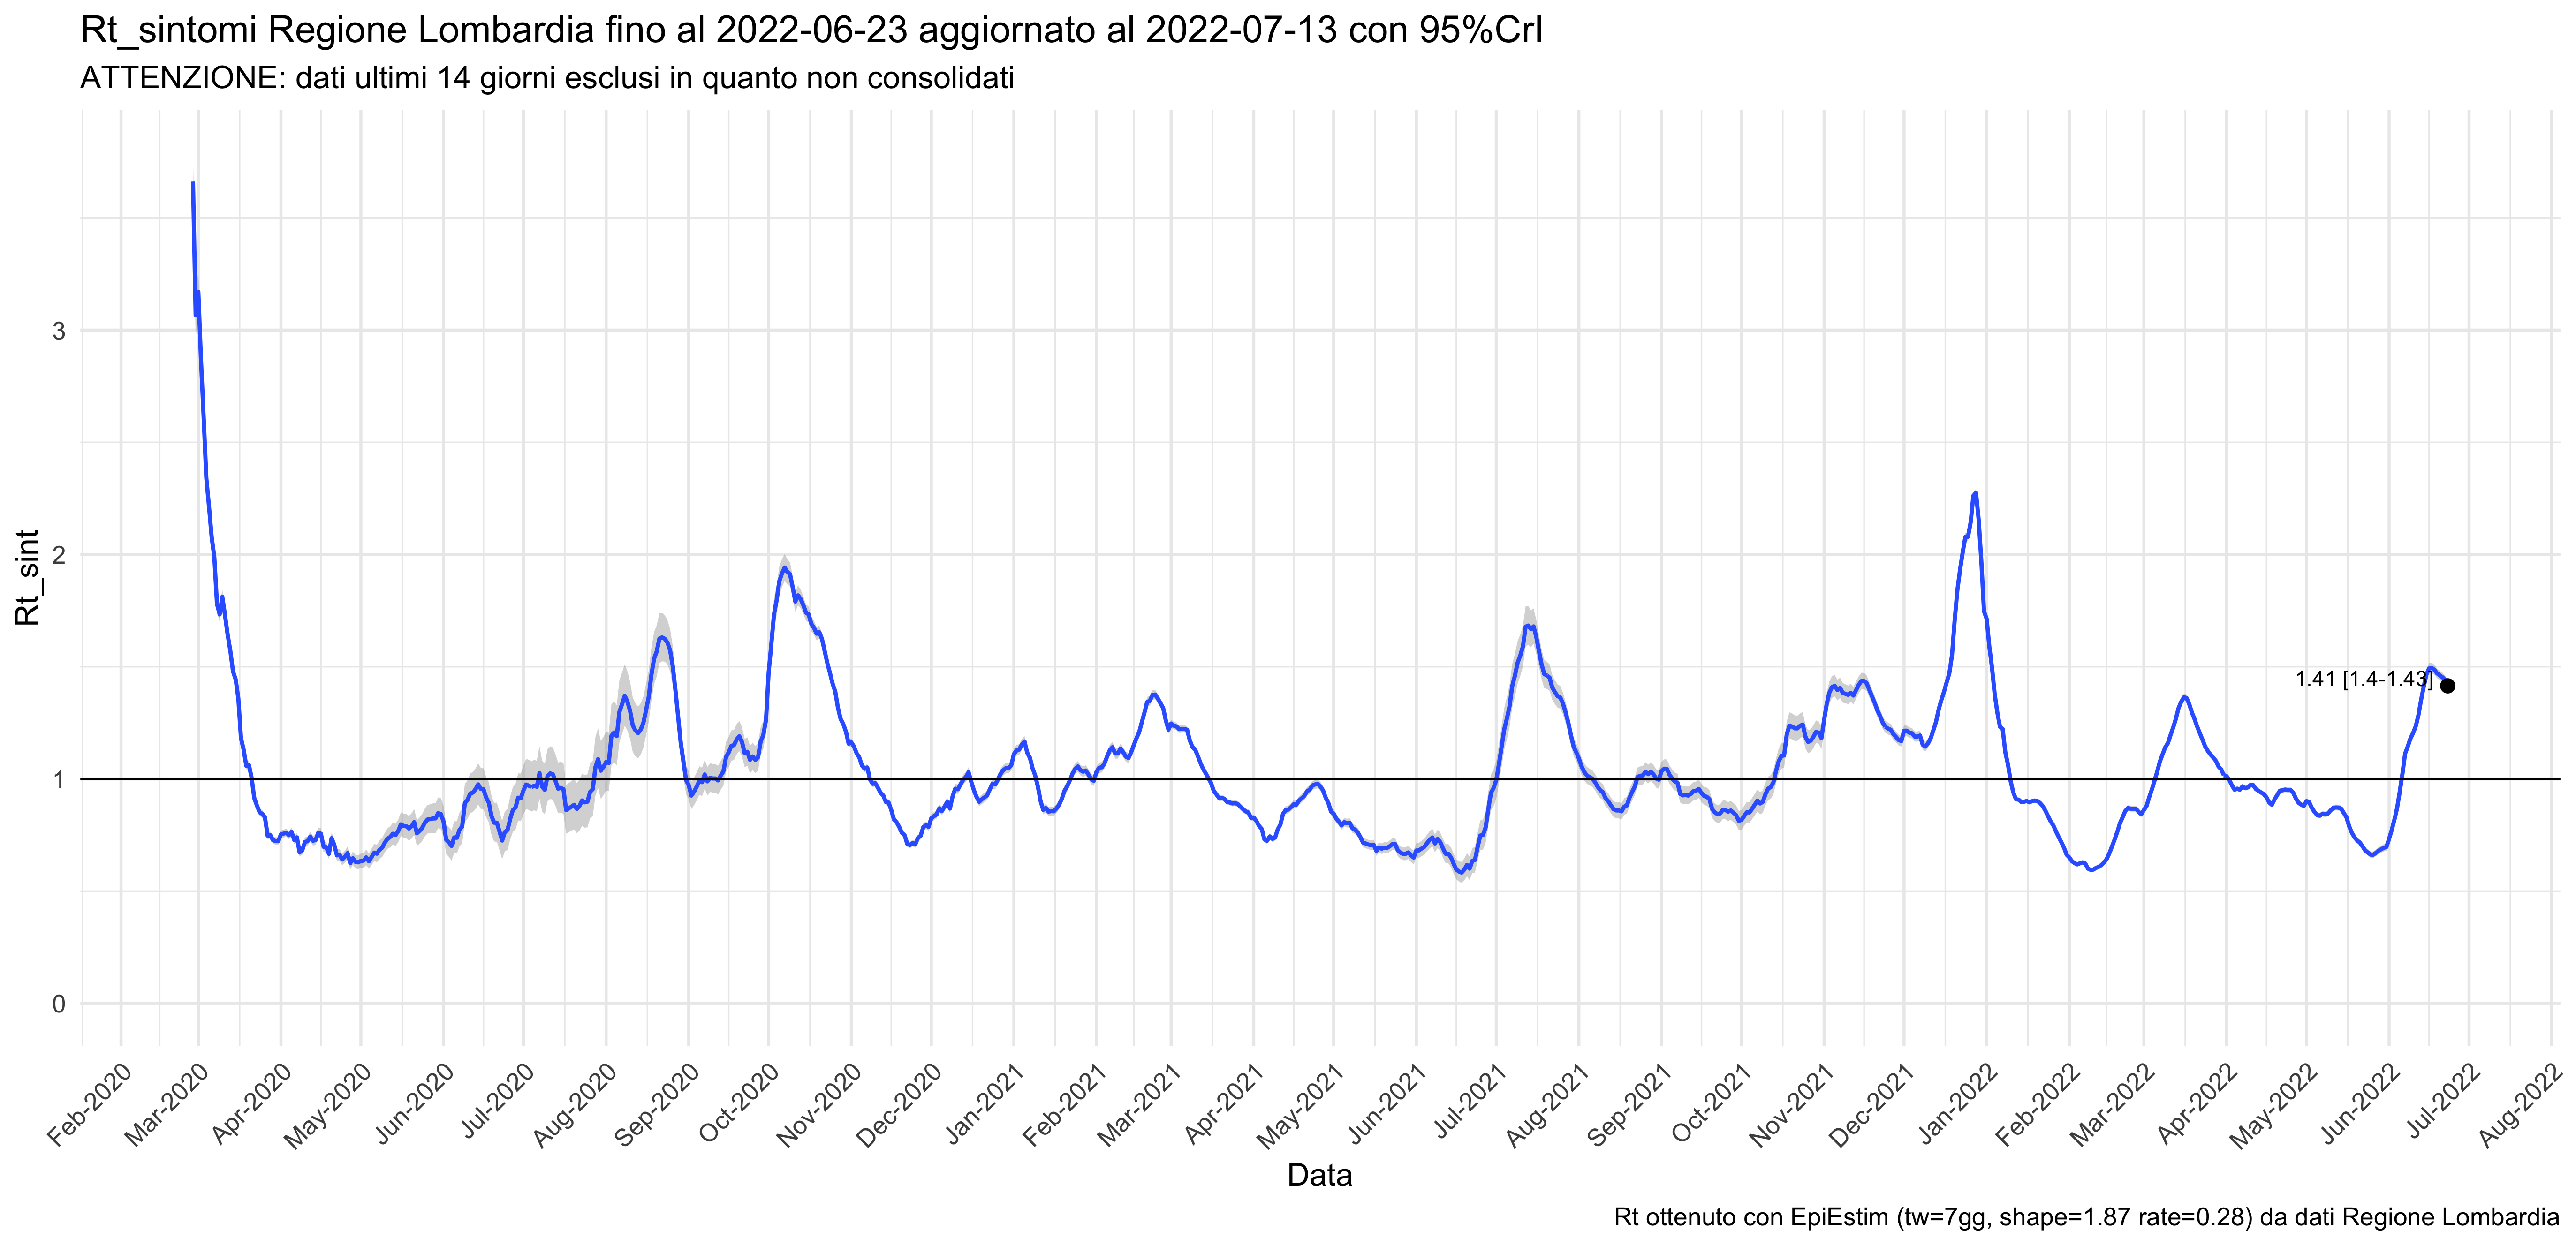 Rt_sintomi Regione Lombardia fino al 2022-06-23 aggiornato al 2022-07-13 con 95%CrI
ATTENZIONE: dati ultimi 14 giorni esclusi in quanto non consolidati
Rt_sint
3
2
1
0
1.41 [1.4-1.43]
Feb-2020
Mar-2020
Apr-2020
May-2020
Jun-2020
Jul-2020
Aug-2020
Sep-2020
Oct-2020
Nov-2020
Dec-2020
Jan-2021
Feb-2021
Mar-2021
Apr-2021
May-2021
Jun-2021
Jul-2021
Aug-2021
Sep-2021
Oct-2021
Nov-2021
Dec-2021
Jan-2022
Feb-2022
Mar-2022
Apr-2022
May-2022
Jun-2022
Jul-2022
Aug-2022
Data
Rt ottenuto con EpiEstim (tw=7gg, shape=1.87 rate=0.28) da dati Regione Lombardia